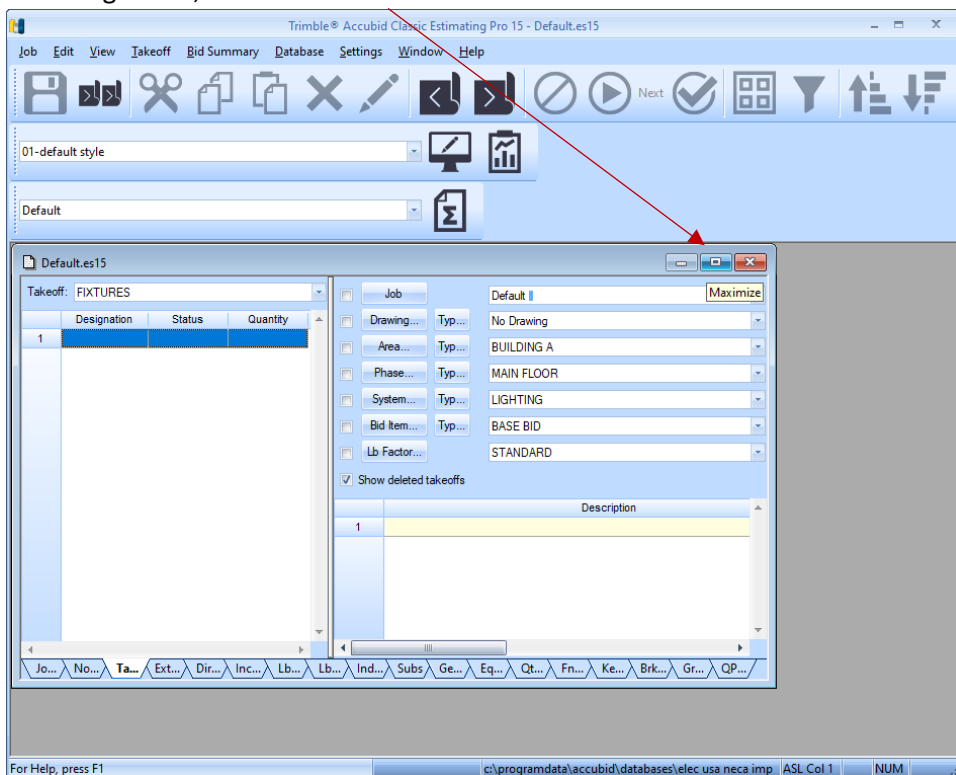 Trimble® Accubid Classic Estimating Pro 15 - Default.es15
Job Edit View Takeoff Bid Summary Database Settings Window Help
Next
01-default style
Default
Default.es15
Takeoff: FIXTURES
Designation Status Quantity
1
Job Default Maximize
Drawing... Typ... No Drawing
Area... Typ... BUILDING A
Phase... Typ... MAIN FLOOR
System... Typ... LIGHTING
Bid Item... Typ... BASE BID
Lb Factor... STANDARD
Show deleted takeoffs
Description
1
Jo... No... Ta... Ext... Dir... Inc... Lb... Lb... Ind... Subs Ge... Eq... Qt... Fn... Ke... Brk... Gr... QP...
For Help, press F1 c:\programdata\accubid\databases\elec usa neca imp ASL Col 1 NUM